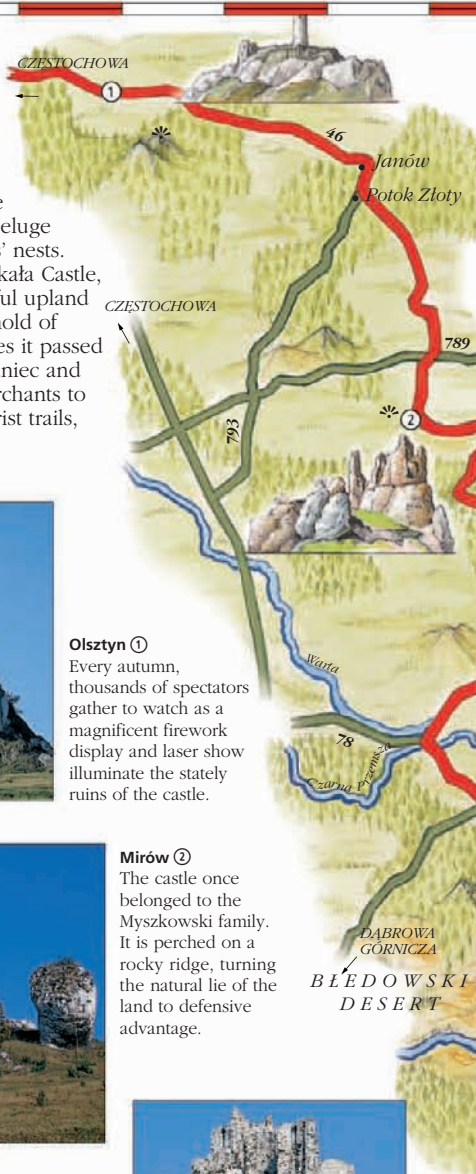 CZĘSTOCHOWA
1
46
Janów
Potok Złoty
e
eluge
s' nests.
kała Castle,
ful upland
hold of
es it passed
niec and
rchants to
rist trails,
CZĘSTOCHOWA
789
793
2
Olsztyn 1
Every autumn,
thousands of spectators
gather to watch as a
magnificent firework
display and laser show
illuminate the stately
ruins of the castle.
Warta
78
Czarna Przemsza
Mirów 2
The castle once
belonged to the
Myszkowski family.
It is perched on a
rocky ridge, turning
the natural lie of the
land to defensive
advantage.
DĄBROWA
GÓRNICZA
BŁEDOWSKI
DESERT